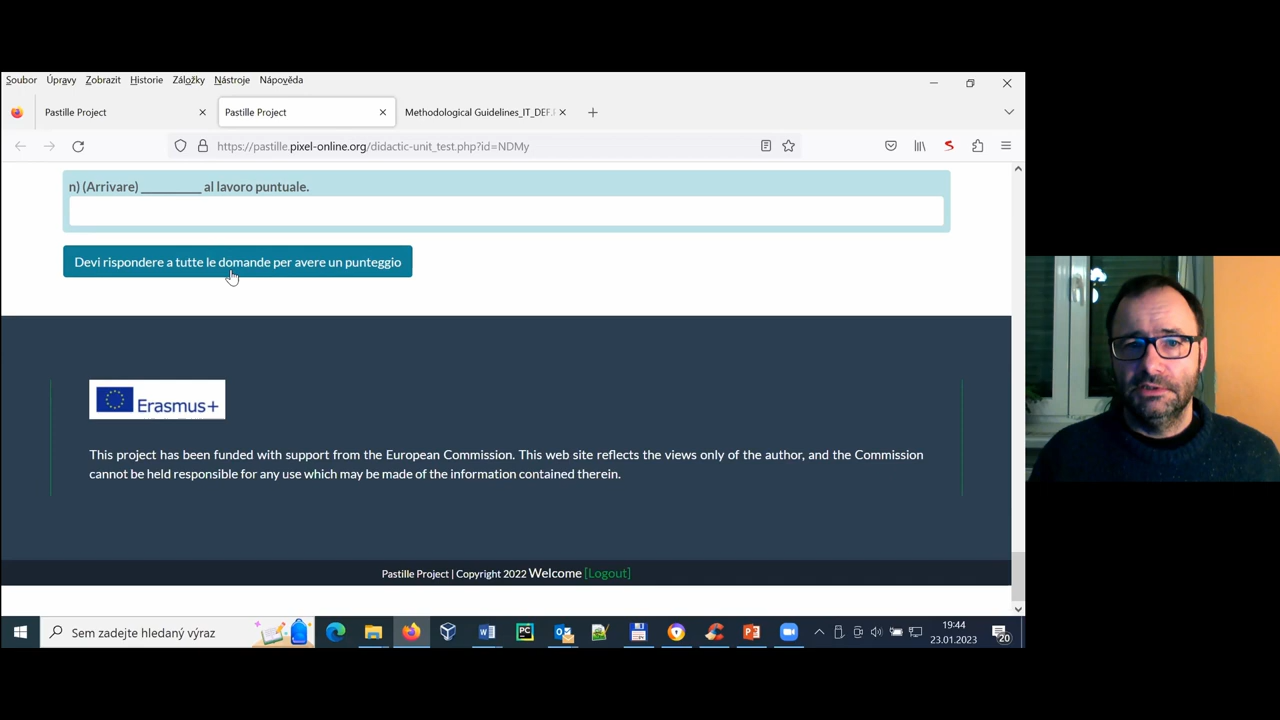 Soubor Úpravy Zobrazit Historie Záložky Nástroje Nápověda
Pastille Project Pastille Project Methodological Guidelines_IT_DEF.
https://pastille.pixel-online.org/didactic-unit_test.php?id=NDMy
n) (Arrivare) __________ al lavoro puntuale.
Devi rispondere a tutte le domande per avere un punteggio
Erasmus+
This project has been funded with support from the European Commission. This web site reflects the views only of the author, and the Commission
cannot be held responsible for any use which may be made of the information contained therein.
Pastille Project | Copyright 2022 Welcome [Logout]
Sem zadejte hledaný výraz
19:44
23.01.2023
20